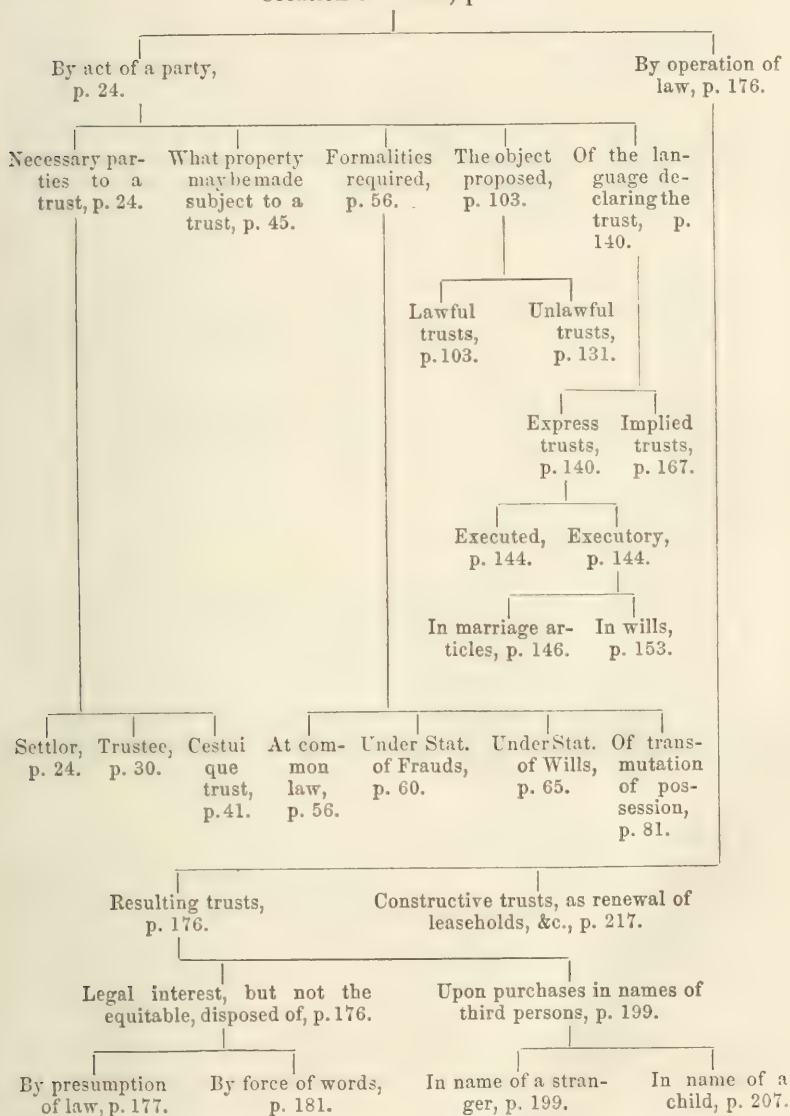 By act of a party,
p. 24.
By operation of
law, p. 176.
Necessary par-
ties to a
trust, p. 24.
What property
may be made
subject to a
trust, p. 45.
Formalities
required,
p. 56.
The object
proposed,
p. 103.
Of the lan-
guage de-
claring the
trust, p.
140.
Lawful
trusts,
p. 103.
Unlawful
trusts,
p. 131.
Express
trusts,
p. 140.
Implied
trusts,
p. 167.
Executed,
p. 144.
Executory,
p. 144.
In marriage ar-
ticles, p. 146.
In wills,
p. 153.
Settlor,
p. 24.
Trustee,
p. 30.
Cestui
que
trust,
p. 41.
At com-
mon
law,
p. 56.
Under Stat.
of Frauds,
p. 60.
Under Stat.
of Wills,
p. 65.
Of trans-
mutation
of pos-
session,
p. 81.
Resulting trusts,
p. 176.
Constructive trusts, as renewal of
leaseholds, &c., p. 217.
Legal interest, but not the
equitable, disposed of, p. 176.
Upon purchases in names of
third persons, p. 199.
By presumption
of law, p. 177.
By force of words,
p. 181.
In name of a stran-
ger, p. 199.
In name of a
child, p. 207.